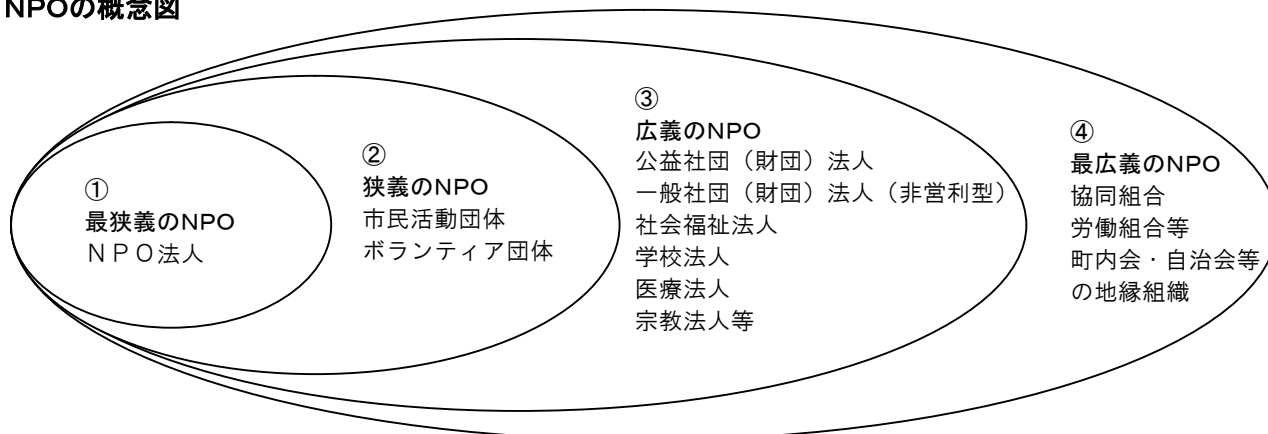 NPOの概念図
①
最狭義のNPO
ＮＰＯ法人
②
狭義のNPO
市民活動団体
ボランティア団体
③
広義のNPO
公益社団（財団）法人
一般社団（財団）法人（非営利型）
社会福祉法人
学校法人
医療法人
宗教法人等
④
最広義のNPO
協同組合
労働組合等
町内会・自治会等
の地縁組織